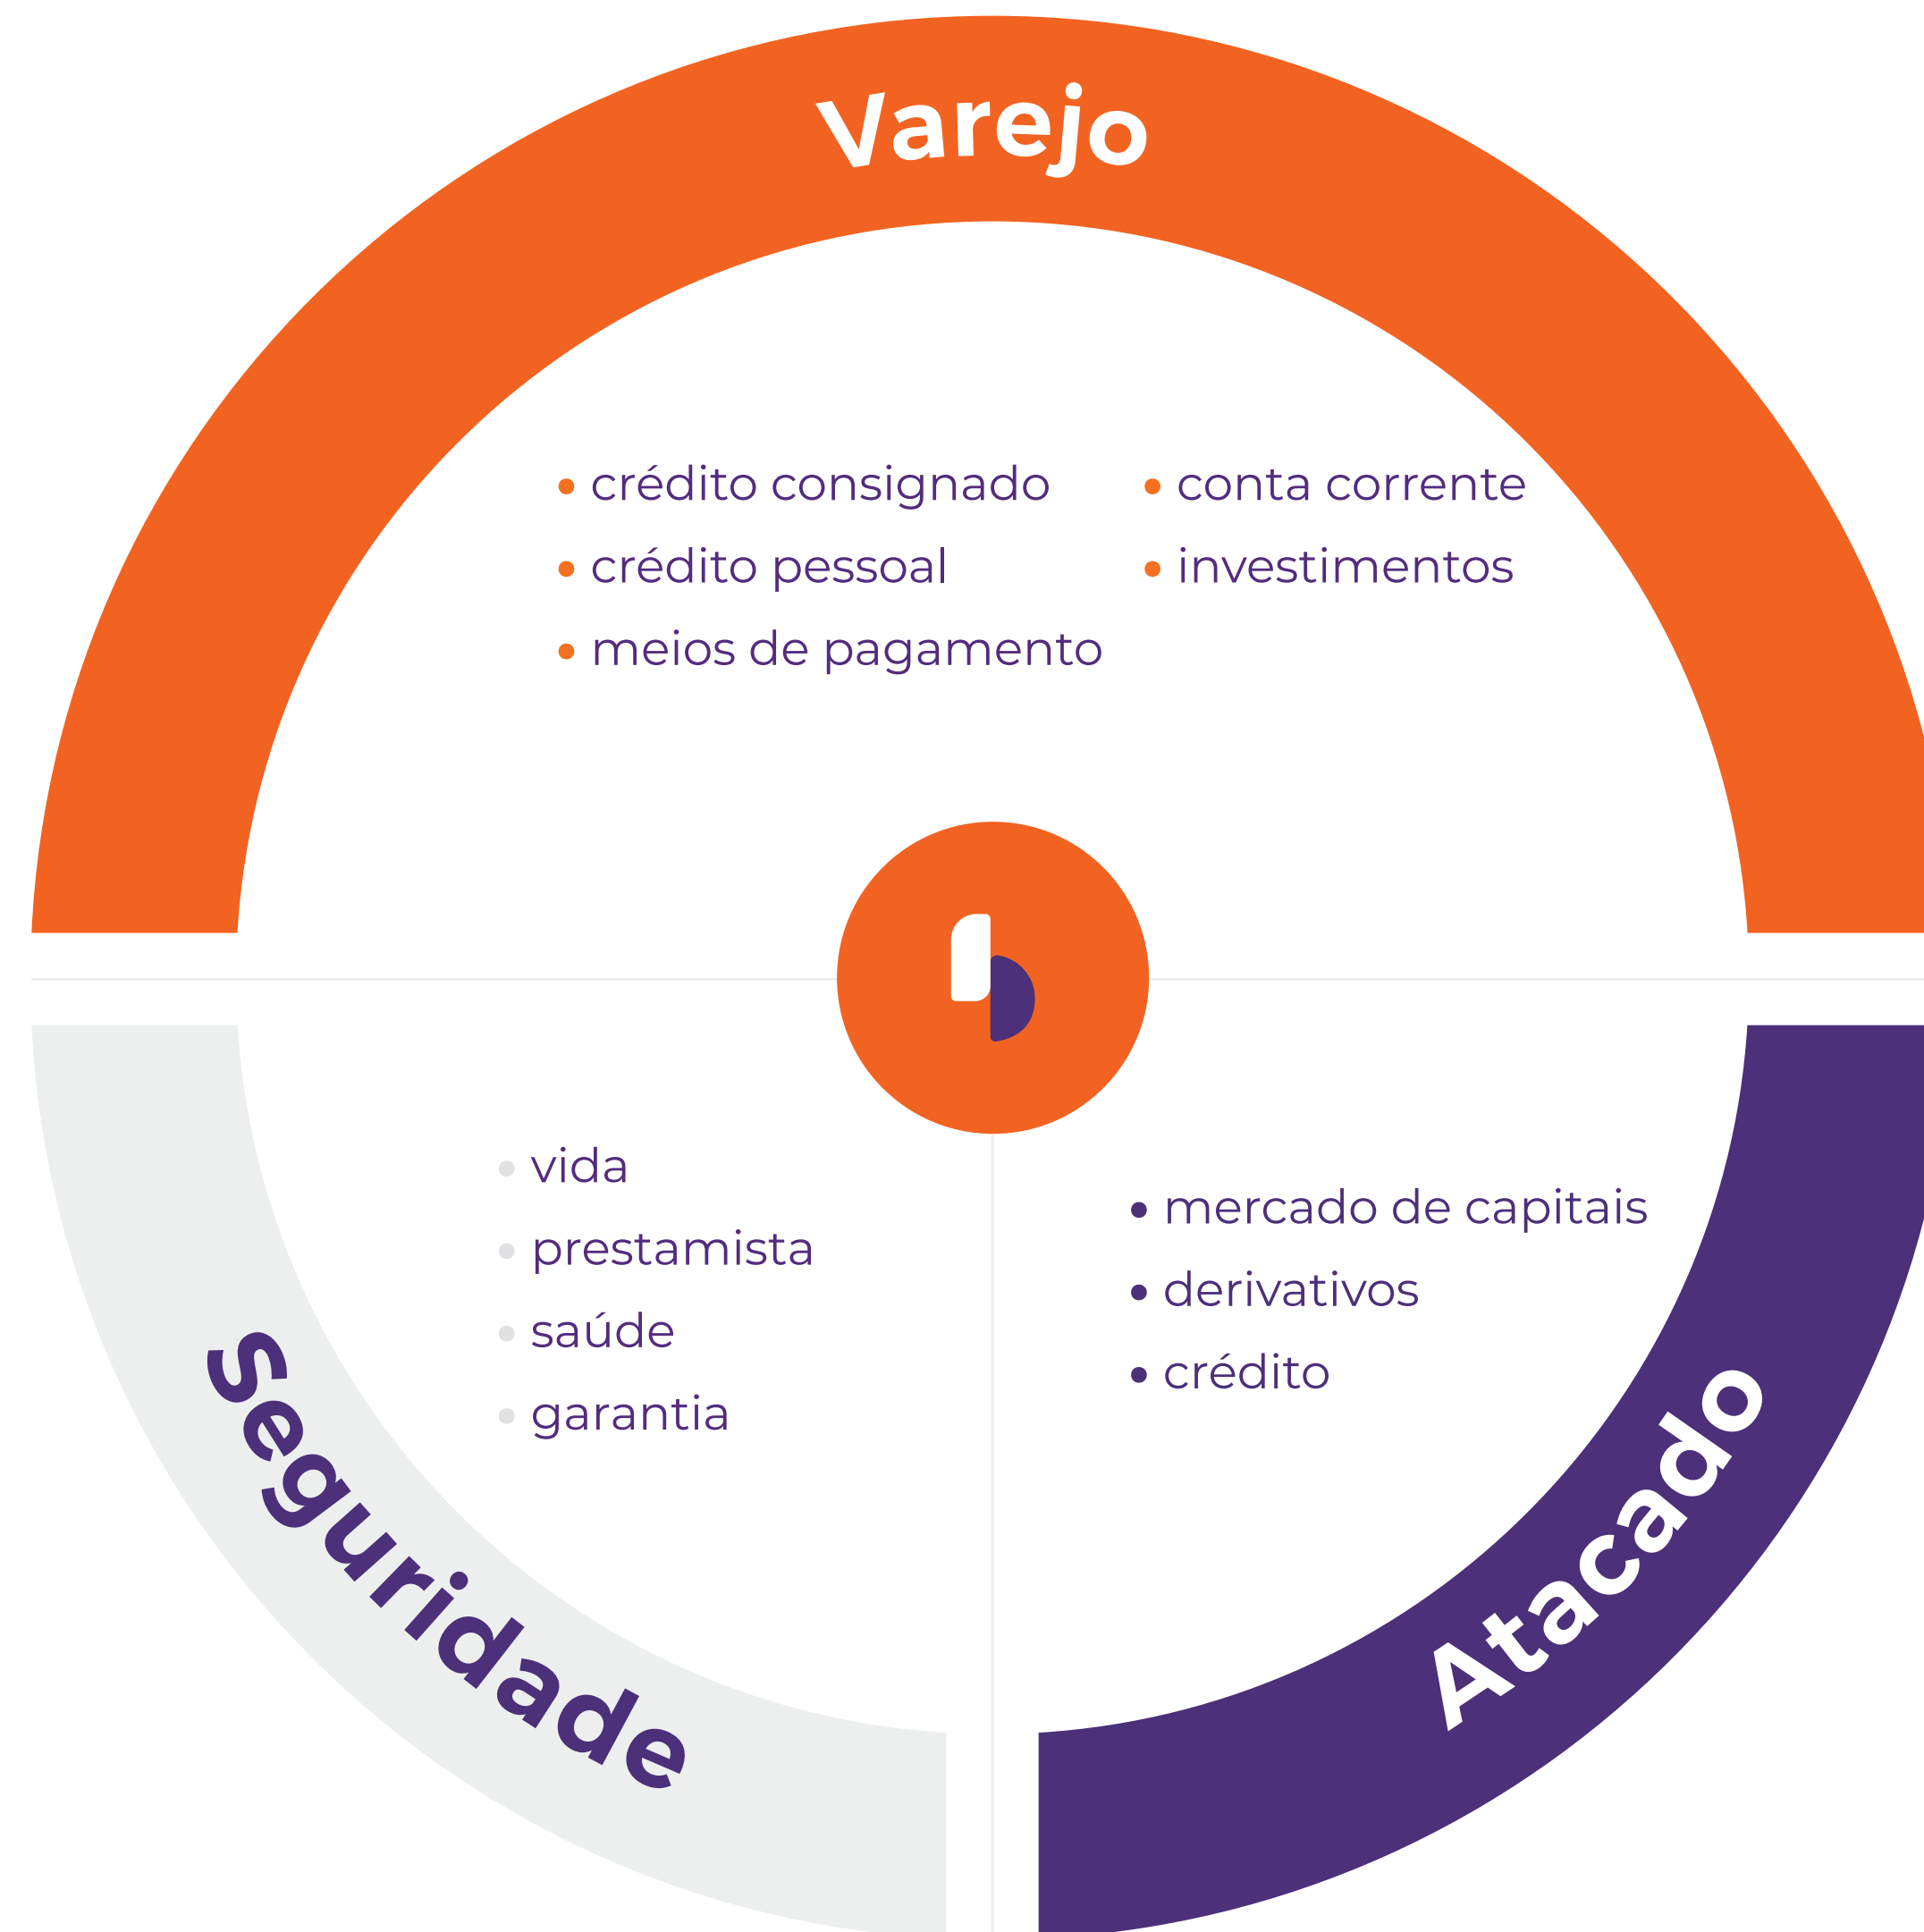 Varejo
crédito consignado
crédito pessoal
meios de pagamento
conta corrente
investimentos
vida
prestamista
saúde
garantia
Seguridade
mercado de capitais
derivativos
crédito
Atacado